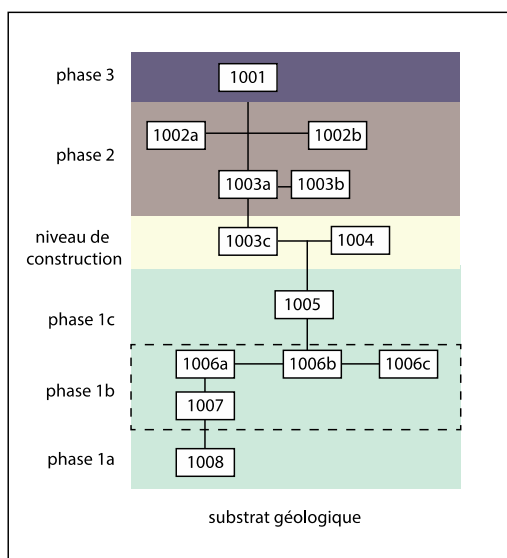 phase 3
1001
1002a
1002b
phase 2
1003a
1003b
niveau de
construction
1003c
1004
1005
phase 1c
1006a
1006b
1006c
phase 1b
1007
phase 1a
1008
substrat géologique